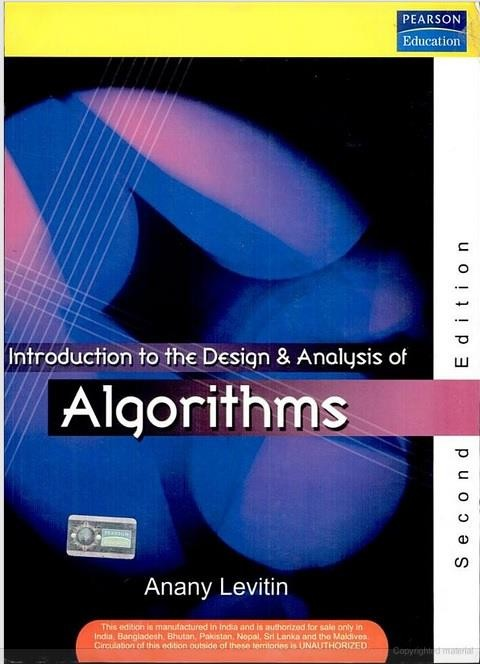 PEARSON
Education
Second Edition
Introduction to the Design & Analysis of
Algorithms
PEARSON
Anany Levitin
This edition is manufactured in India and is authorized for sale only in
India, Bangladesh, Bhutan, Pakistan, Nepal, Sri Lanka and the Maldives.
Circulation of this edition outside of these territories is UNAUTHORIZED.
Copyrighted material